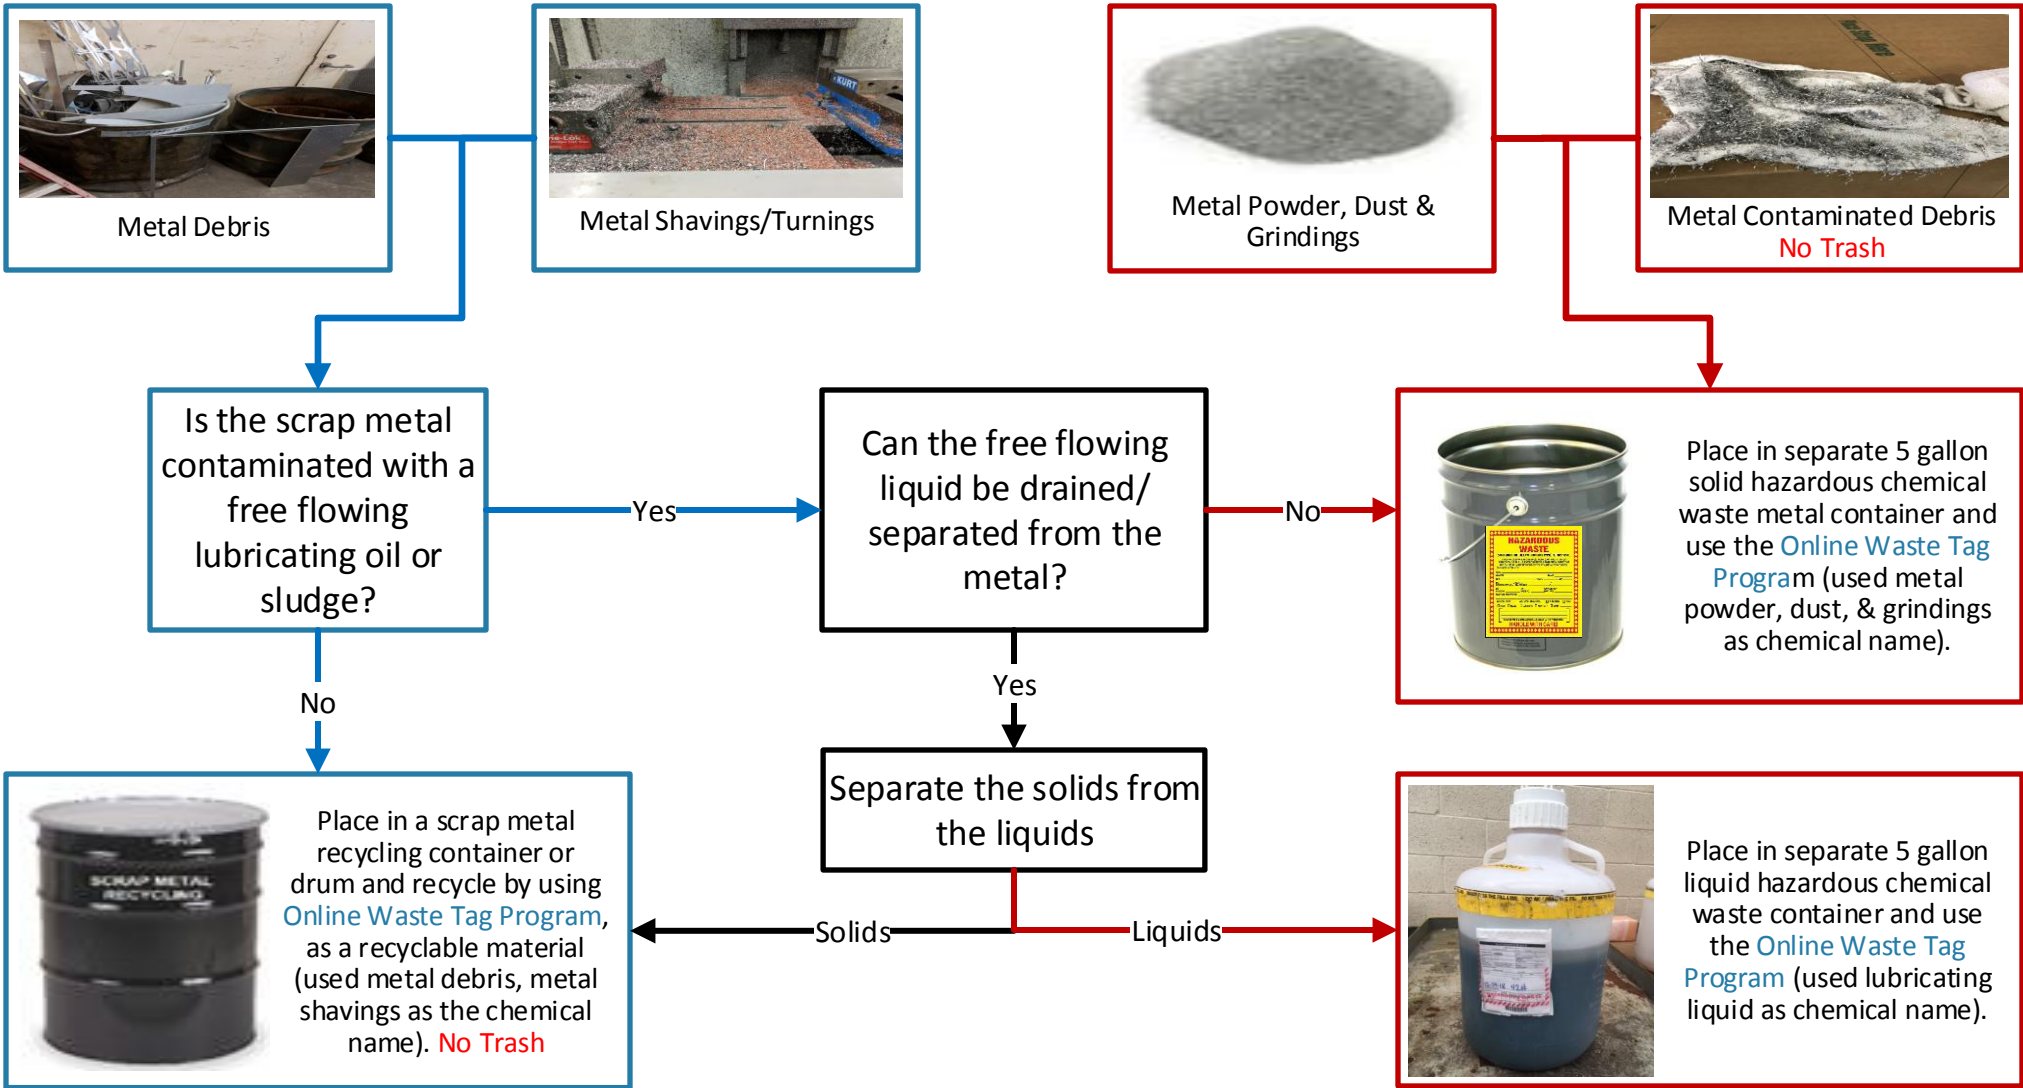 KURT
Metal Debris
Metal Shavings/Turnings
Metal Powder, Dust &
Grindings
Metal Contaminated Debris
No Trash
Is the scrap metal
contaminated with a
free flowing
lubricating oil or
sludge?
Yes
Can the free flowing
liquid be drained/
separated from the
metal?
No
HAZARDOUS
WASTE
Place in separate 5 gallon
solid hazardous chemical
waste metal container and
use the Online Waste Tag
Program (used metal
powder, dust, & grindings
as chemical name).
No
Yes
Separate the solids from
the liquids
SCRAP METAL
RECYCLING
Place in a scrap metal
recycling container or
drum and recycle by using
Online Waste Tag Program,
as a recyclable material
(used metal debris, metal
shavings as the chemical
name). No Trash
Solids
Liquids
Place in separate 5 gallon
liquid hazardous chemical
waste container and use
the Online Waste Tag
Program (used lubricating
liquid as chemical name).